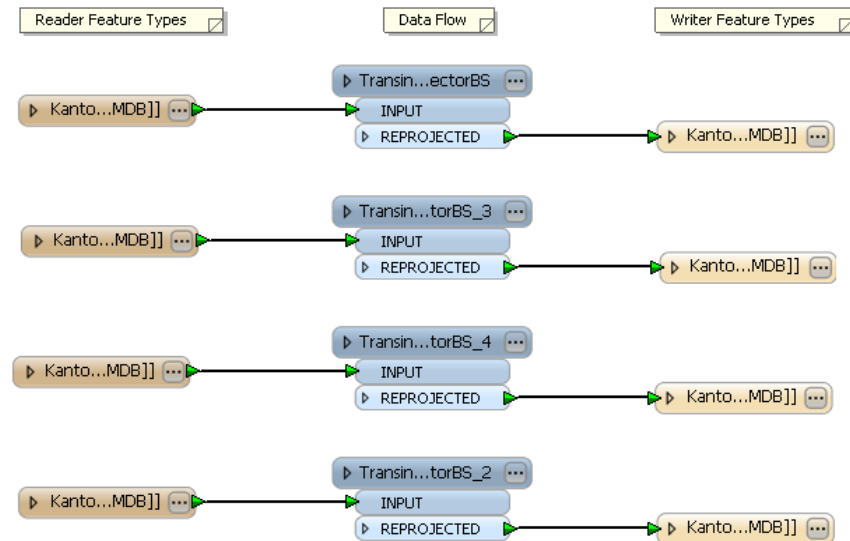 Reader Feature Types
Data Flow
Writer Feature Types
Transin...ectorBS
Kanto...MDB]]
INPUT
REPROJECTED
Kanto...MDB]]
Transin...torBS_3
Kanto...MDB]]
INPUT
REPROJECTED
Kanto...MDB]]
Transin...torBS_4
Kanto...MDB]]
INPUT
REPROJECTED
Kanto...MDB]]
Transin...torBS_2
Kanto...MDB]]
INPUT
REPROJECTED
Kanto...MDB]]